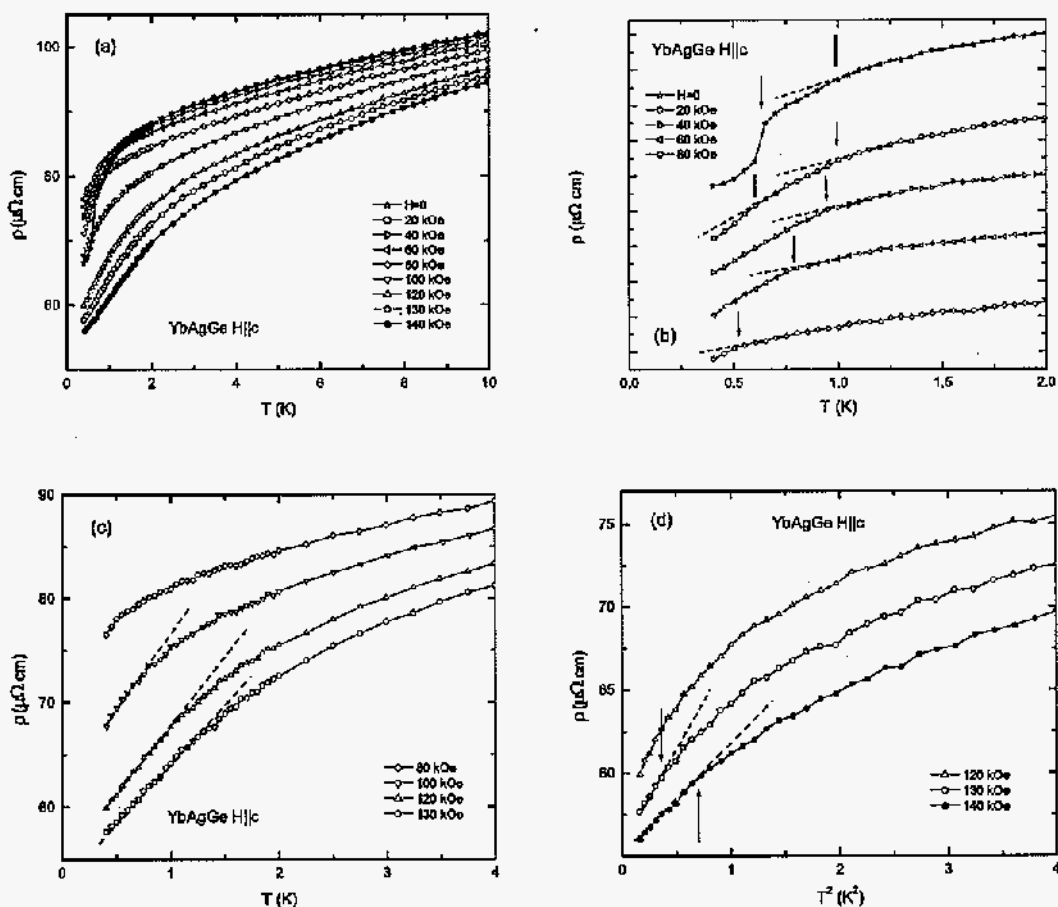 (a)
100
80
60
ρ (μΩ cm)
H=0
20 kOe
40 kOe
60 kOe
80 kOe
100 kOe
120 kOe
130 kOe
140 kOe
YbAgGe H||c
0 2 4 6 8 10
T (K)
YbAgGe H||c
H=0
20 kOe
40 kOe
60 kOe
80 kOe
ρ (μΩ cm)
(b)
0.0 0.5 1.0 1.5 2.0
T (K)
90
(c)
80
70
60
ρ (μΩ cm)
80 kOe
100 kOe
120 kOe
130 kOe
YbAgGe H||c
0 1 2 3 4
T (K)
(d)
YbAgGe H||c
75
70
65
60
ρ (μΩ cm)
120 kOe
130 kOe
140 kOe
0 1 2 3 4
T² (K²)